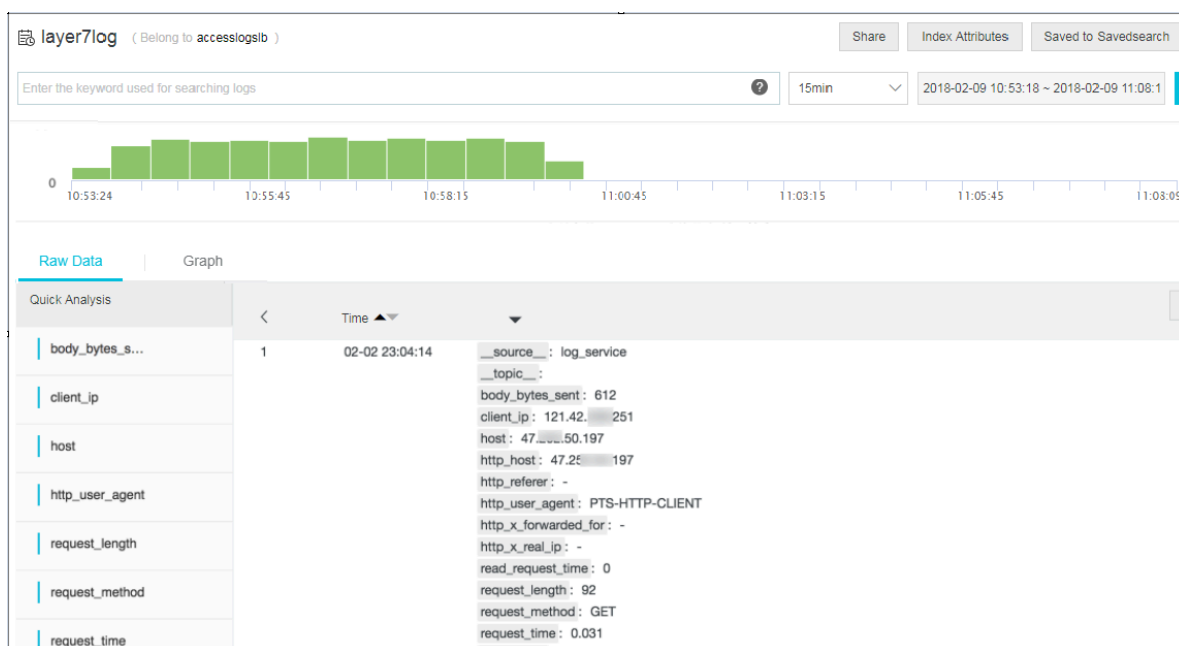 layer7log ( Belong to accesslogslb )
Share Index Attributes Saved to Savedsearch
Enter the keyword used for searching logs ? 15min 2018-02-09 10:53:18 ~ 2018-02-09 11:08:1
0
10:53:24 10:55:45 10:58:15 11:00:45 11:03:15 11:05:45 11:08:09
Raw Data Graph
Quick Analysis
Time
body_bytes_s...
client_ip
host
http_user_agent
request_length
request_method
request_time
1 02-02 23:04:14 __source__ : log_service
__topic__ :
body_bytes_sent : 612
client_ip : 121.42. 251
host : 47. .50.197
http_host : 47.25 197
http_referer : -
http_user_agent : PTS-HTTP-CLIENT
http_x_forwarded_for : -
http_x_real_ip : -
read_request_time : 0
request_length : 92
request_method : GET
request_time : 0.031